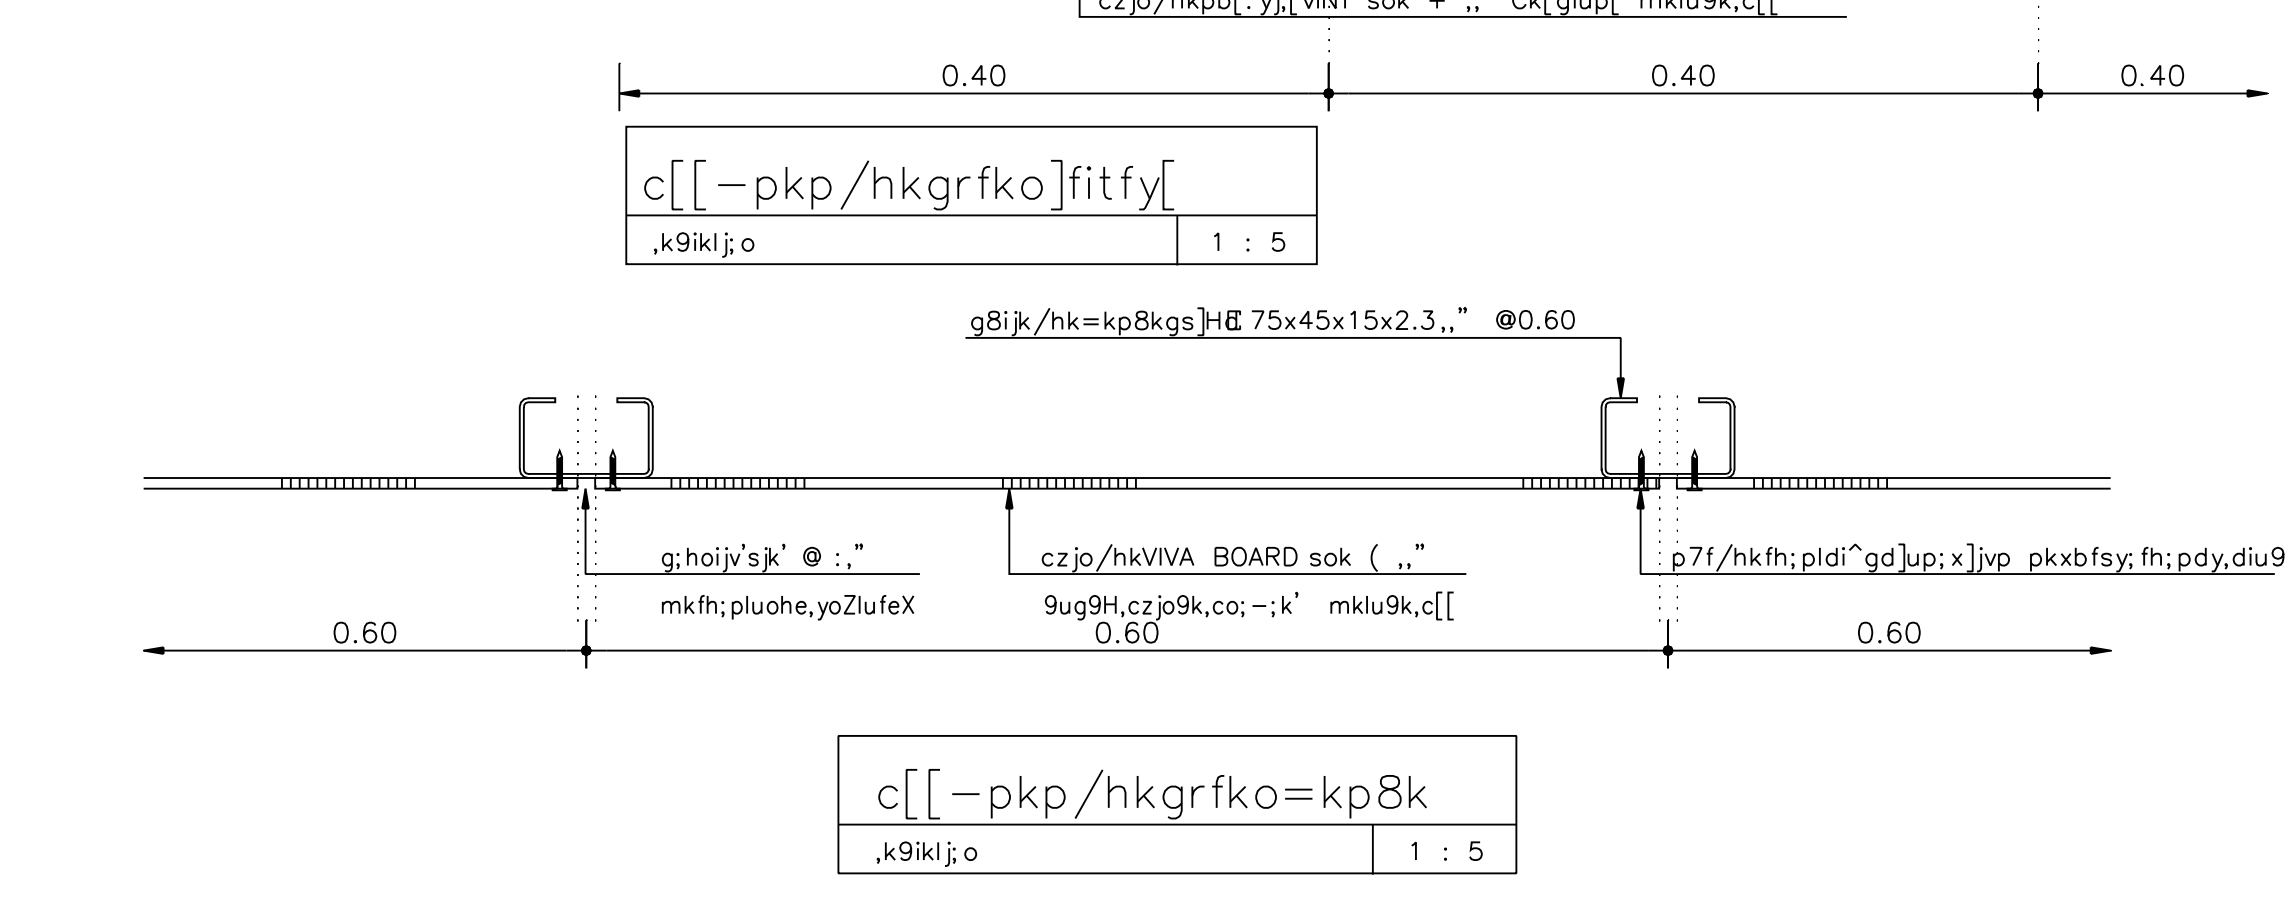 0.40 0.40 0.40
c[[-pkp/hkgrfko]fitfy[
,k9iklj;o 1 : 5
g8ijk/hk=kp8kgs]H 75x45x15x2.3,," @0.60
g;hoijv'sjk' @ :,"
mkfh;pluohe,yoZlufeX
czjo/hkVIVA BOARD sok ( ,,"
9ug9H,czjo9k,co;-;k' mklu9k,c[[
p7f/hkfh;pldi^gd]up;x]jvp pkxbfsy;fh;pdy,diu9
0.60 0.60 0.60
c[[-pkp/hkgrfko=kp8k
,k9iklj;o 1 : 5